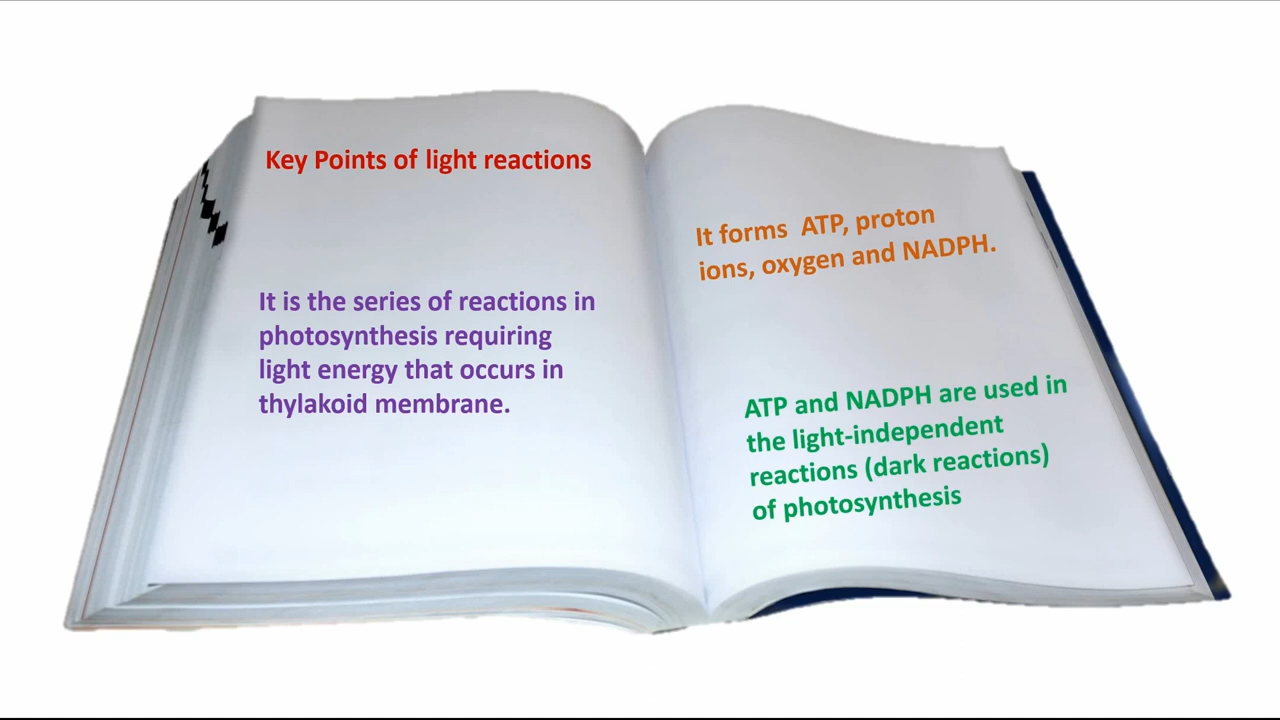 Key Points of light reactions
It is the series of reactions in
photosynthesis requiring
light energy that occurs in
thylakoid membrane.
It forms  ATP, proton
ions, oxygen and NADPH.
ATP and NADPH are used in
the light-independent
reactions (dark reactions)
of photosynthesis